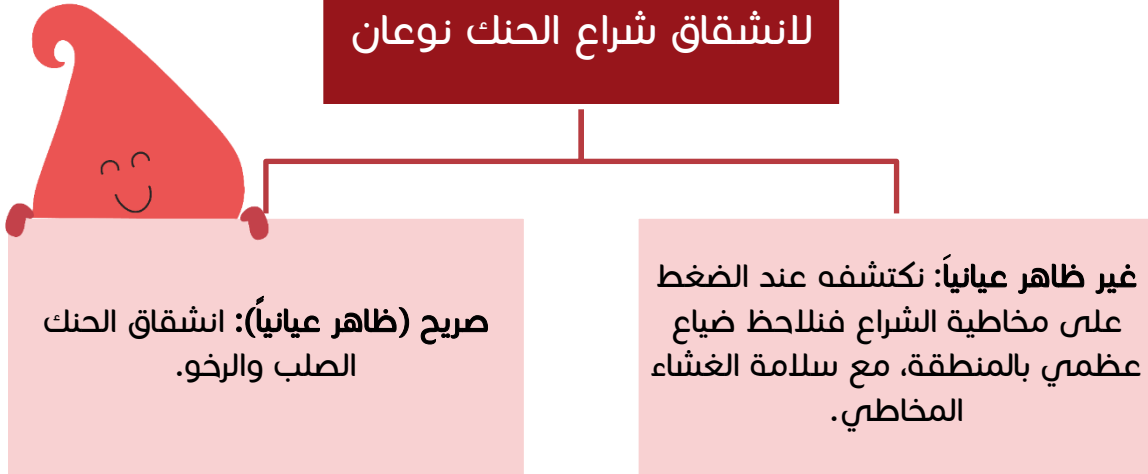 لانشقاق شراع الحنك نوعان
غير ظاهر عيانياً: نكتشفه عند الضغط
على مخاطية الشراع فنلاحظ ضياع
عظمي بالمنطقة، مع سلامة الغشاء
المخاطي.
صريح (ظاهر عيانياً): انشقاق الحنك
الصلب والرخو.